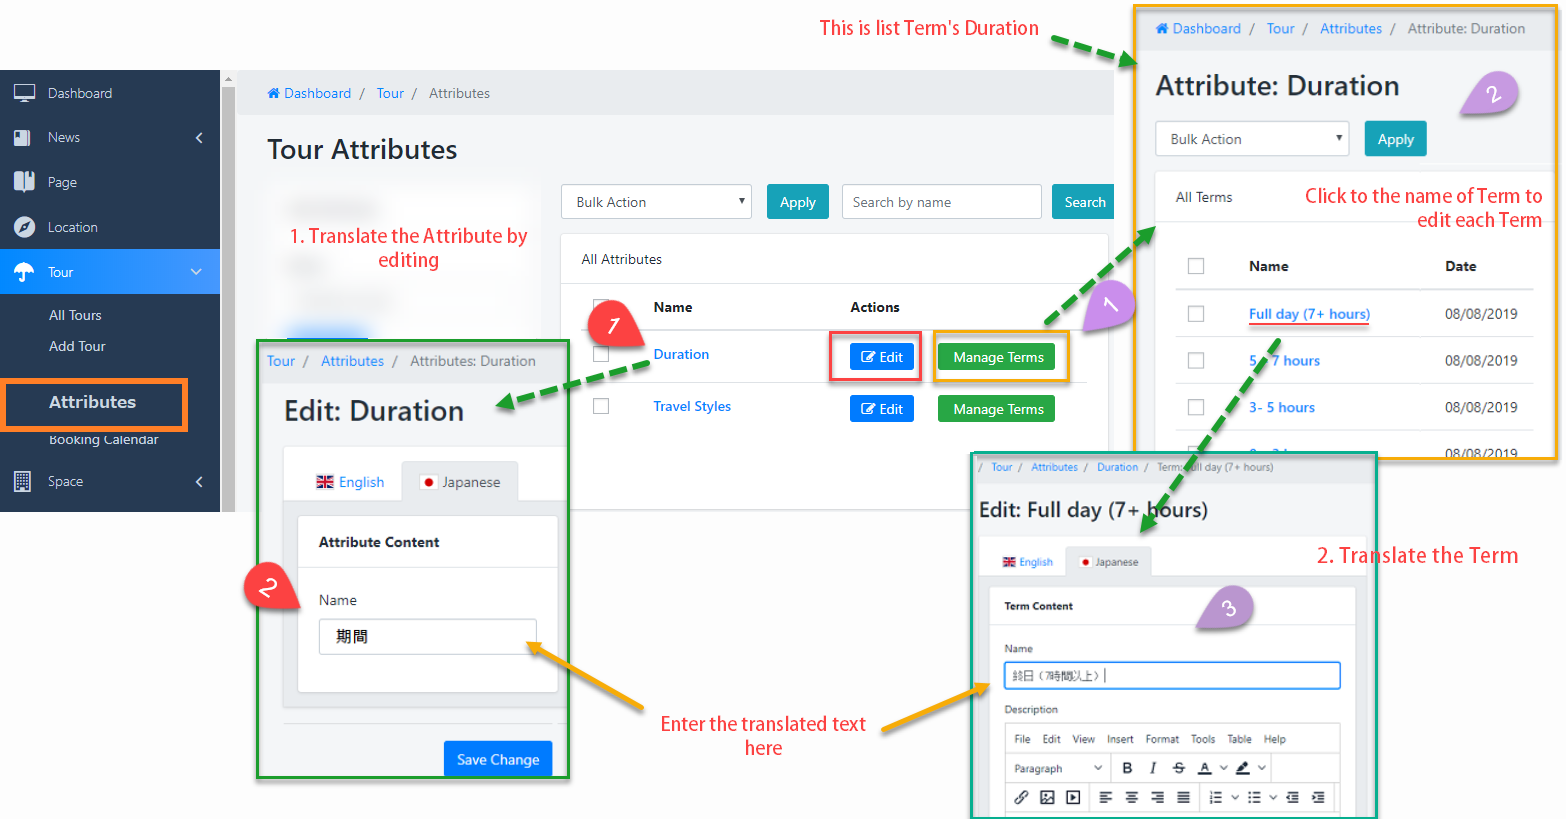 This is list Term's Duration
Dashboard
News
Page
Location
Tour
All Tours
Add Tour
Attributes
Booking Calendar
Space
Dashboard / Tour / Attributes
Tour Attributes
1. Translate the Attribute by
editing
Bulk Action
Apply
Search by name
Search
All Attributes
Name Actions
1
Duration Edit Manage Terms
1
Travel Styles Edit Manage Terms
Dashboard / Tour / Attributes / Attribute: Duration
Attribute: Duration
2
Bulk Action
Apply
All Terms
Click to the name of Term to
edit each Term
Name Date
Full day (7+ hours) 08/08/2019
7 hours 08/08/2019
3- 5 hours 08/08/2019
08/08/2019
Tour / Attributes / Attributes: Duration
Edit: Duration
English
Japanese
Attribute Content
2
Name
期間
Save Change
Enter the translated text
here
/ Tour / Attributes / Duration / Term: Full day (7+ hours)
Edit: Full day (7+ hours)
English
Japanese
2. Translate the Term
Term Content
3
Name
終日（7時間以上）
Description
File Edit View Insert Format Tools Table Help
Paragraph
B I S A